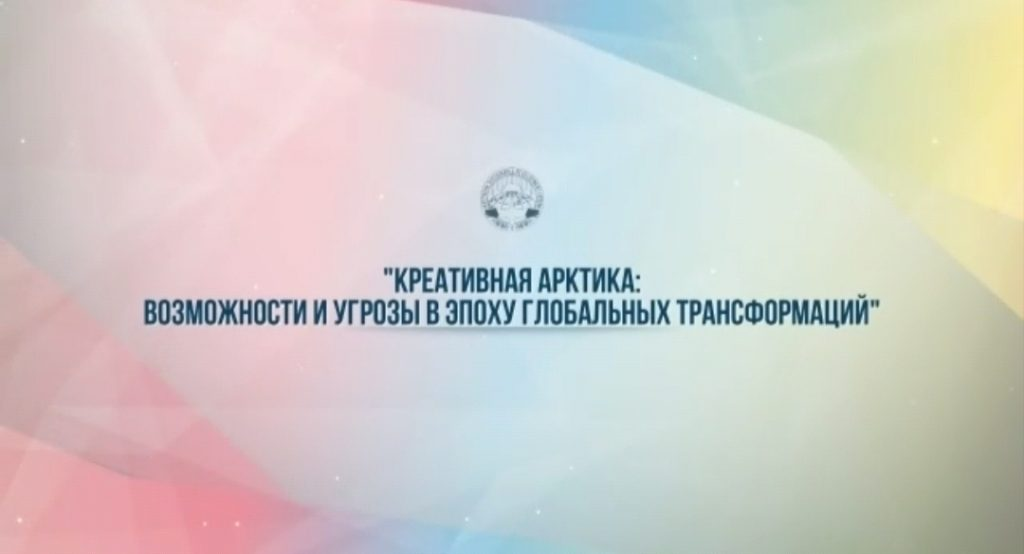 "КРЕАТИВНАЯ АРКТИКА:
ВОЗМОЖНОСТИ И УГРОЗЫ В ЭПОХУ ГЛОБАЛЬНЫХ ТРАНСФОРМАЦИЙ"